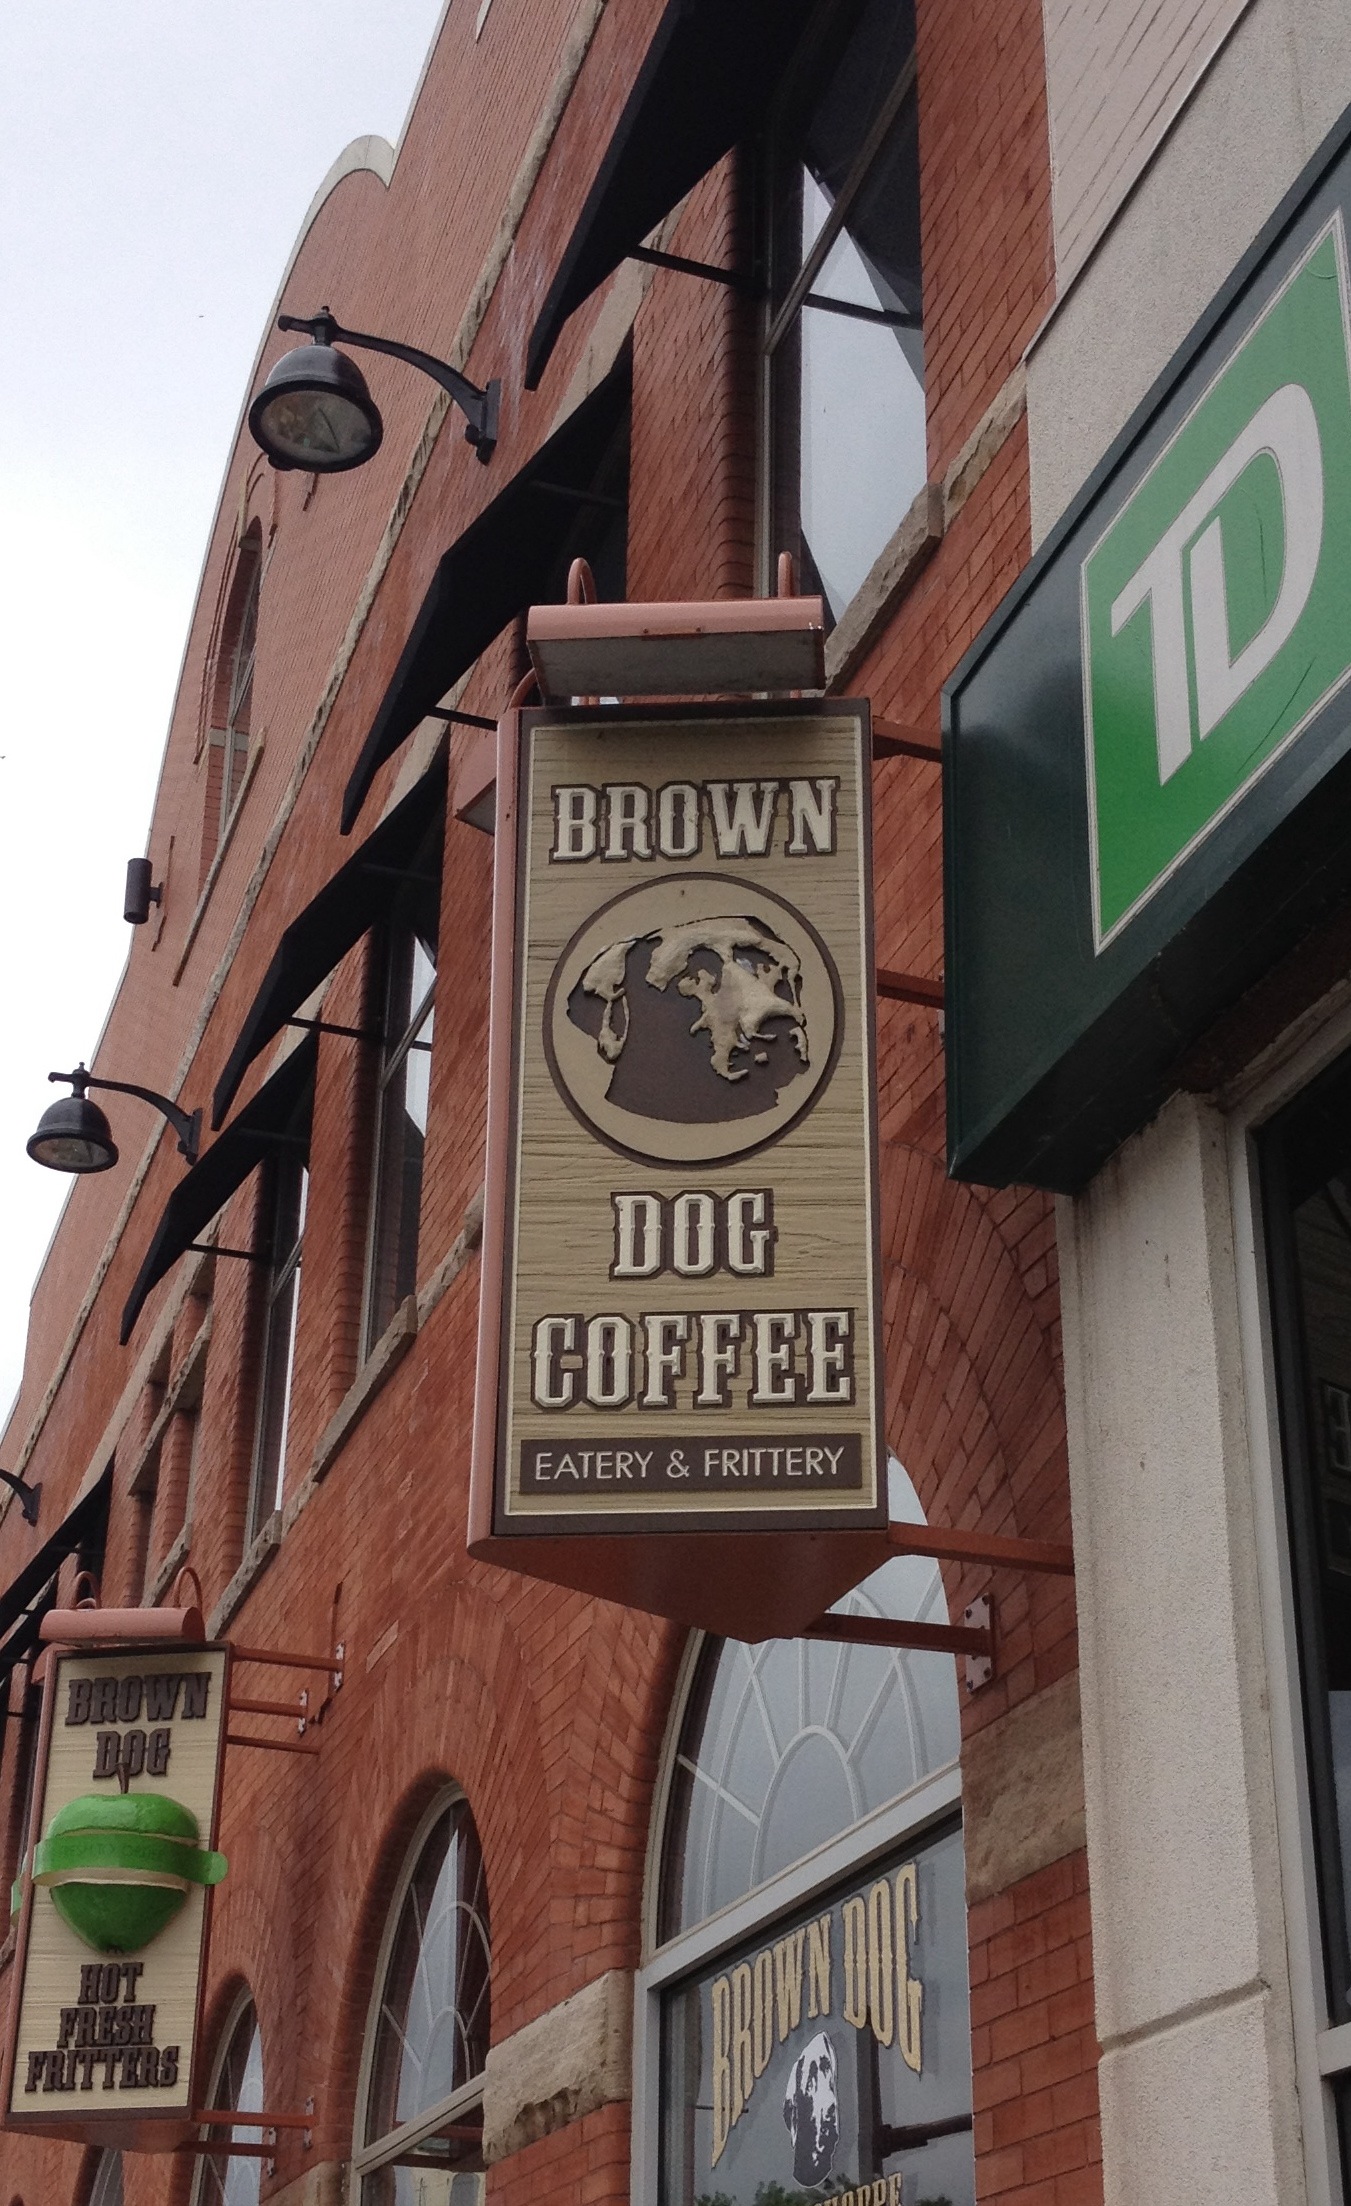 BROWN
DOG
COFFEE
EATERY & FRITTERY
TD
BROWN
DOG
HOT
FRESH
FRITTERS
BROWN DOG